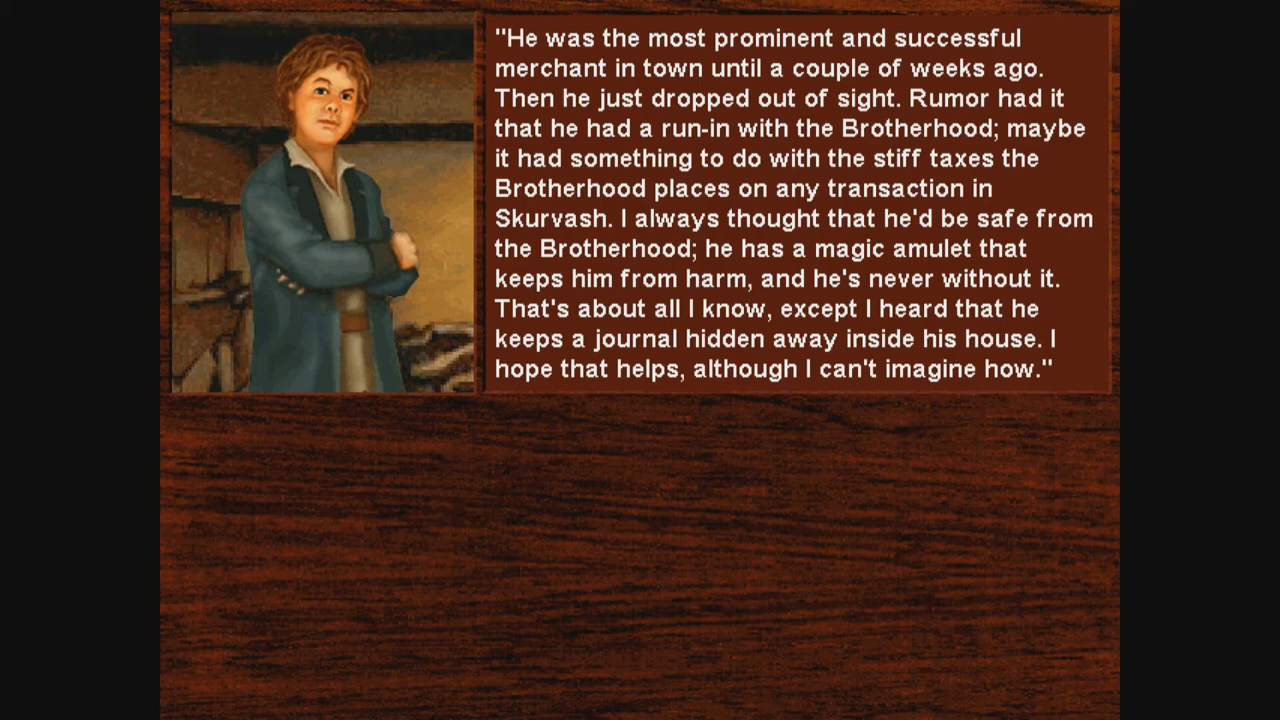 "He was the most prominent and successful
merchant in town until a couple of weeks ago.
Then he just dropped out of sight. Rumor had it
that he had a run-in with the Brotherhood; maybe
it had something to do with the stiff taxes the
Brotherhood places on any transaction in
Skurvash. I always thought that he'd be safe from
the Brotherhood; he has a magic amulet that
keeps him from harm, and he's never without it.
That's about all I know, except I heard that he
keeps a journal hidden away inside his house. I
hope that helps, although I can't imagine how."